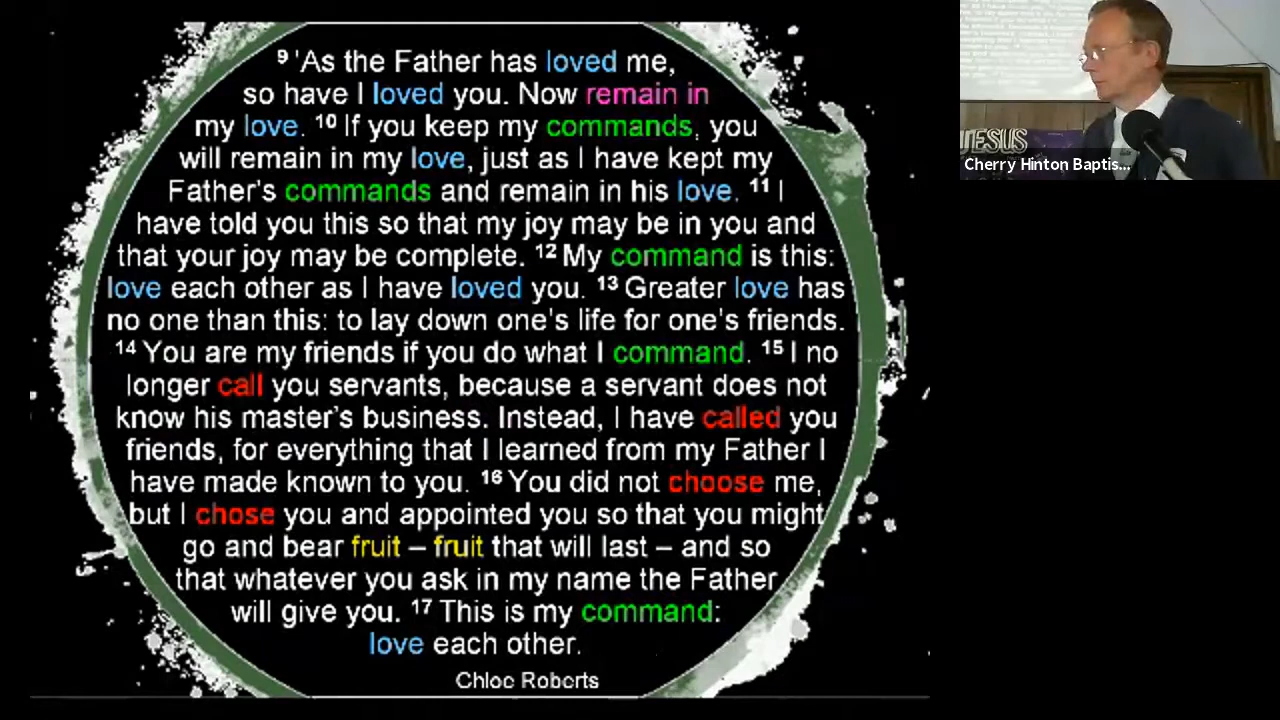 9 'As the Father has loved me,
so have I loved you. Now remain in
my love. 10 If you keep my commands, you
will remain in my love, just as I have kept my
Father's commands and remain in his love. 11 I
have told you this so that my joy may be in you and
that your joy may be complete. 12 My command is this:
love each other as I have loved you. 13 Greater love has
no one than this: to lay down one's life for one's friends.
14 You are my friends if you do what I command. 15 I no
longer call you servants, because a servant does not
know his master's business. Instead, I have called you
friends, for everything that I learned from my Father I
have made known to you. 16 You did not choose me,
but I chose you and appointed you so that you might
go and bear fruit – fruit that will last – and so
that whatever you ask in my name the Father
will give you. 17 This is my command:
love each other.
Chloe Roberts
JESUS
Cherry Hinton Baptis...